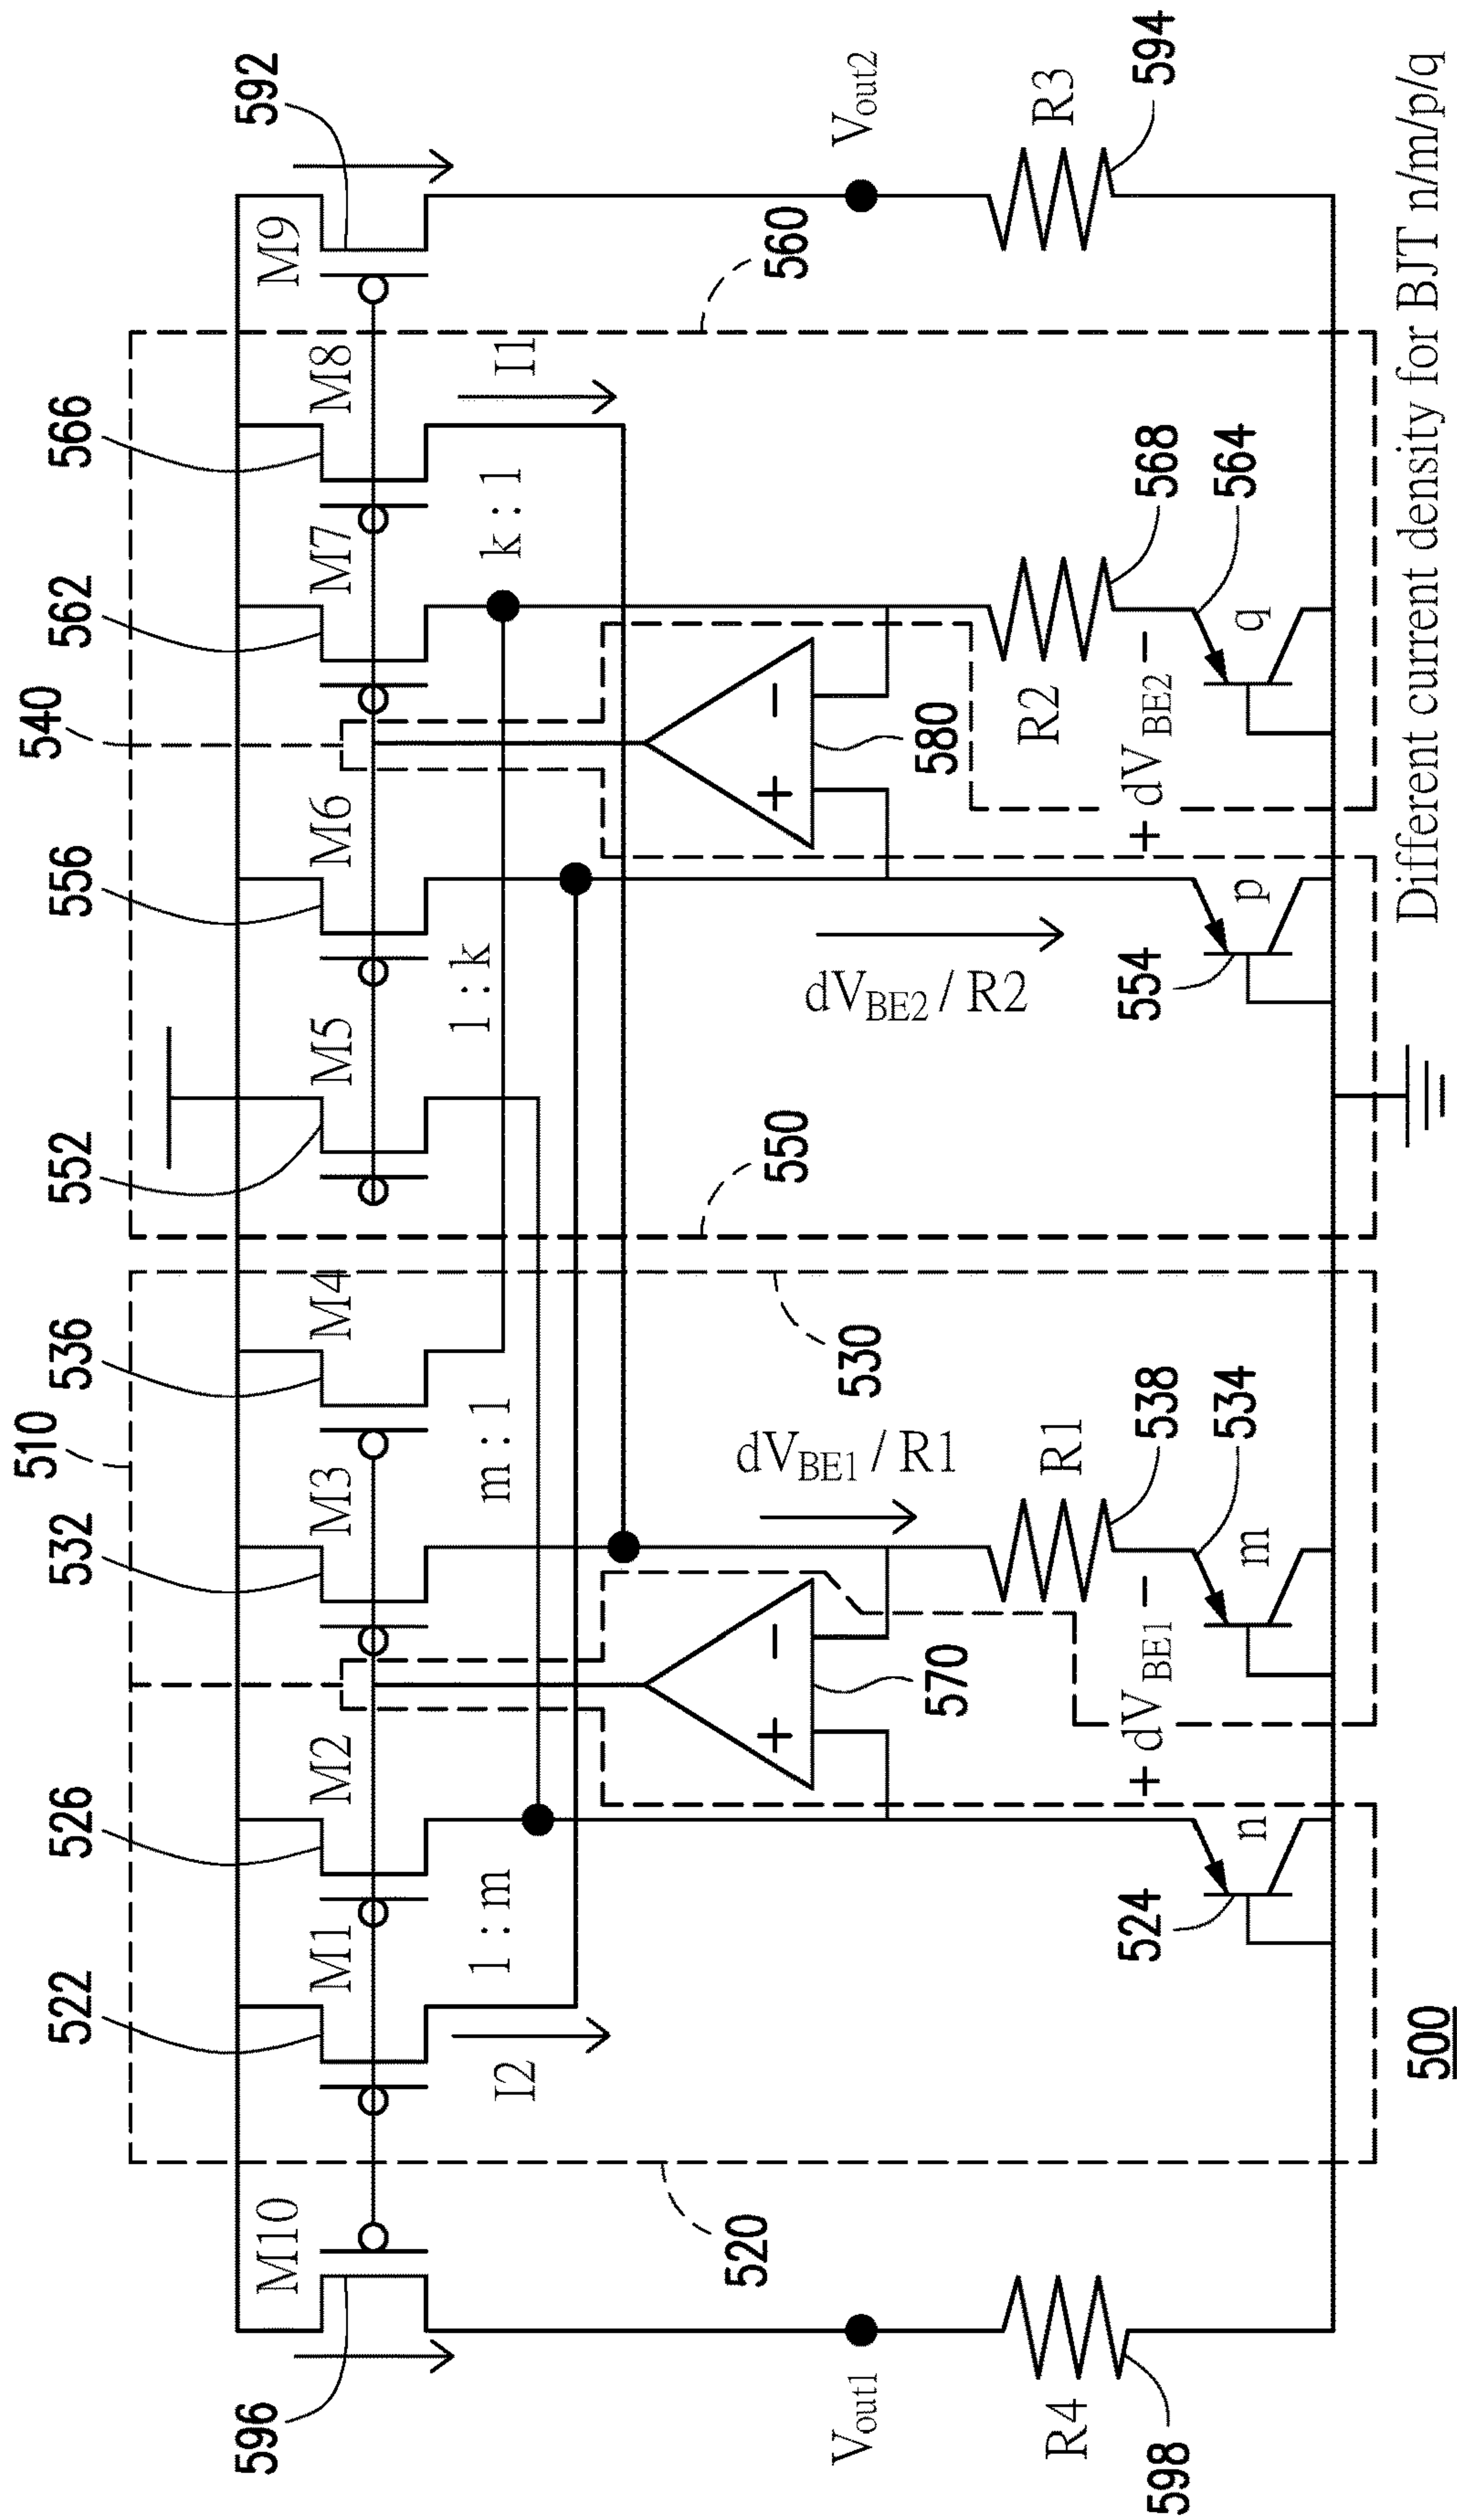 510
540
522
526
532
536
552
556
562
566
592
596
M10
M1
M2
M3
M4
M5
M6
M7
M8
M9
I2
1 : m
m : 1
1 : k
k : 1
I1
520
570
530
550
580
560
+
−
+
−
dVBE1 / R1
dVBE2 / R2
Vout1
Vout2
R4
R1
R2
R3
598
538
568
594
+ dVBE1 −
+ dVBE2 −
524
534
554
564
n
m
p
q
500
Different current density for BJT n/m/p/q